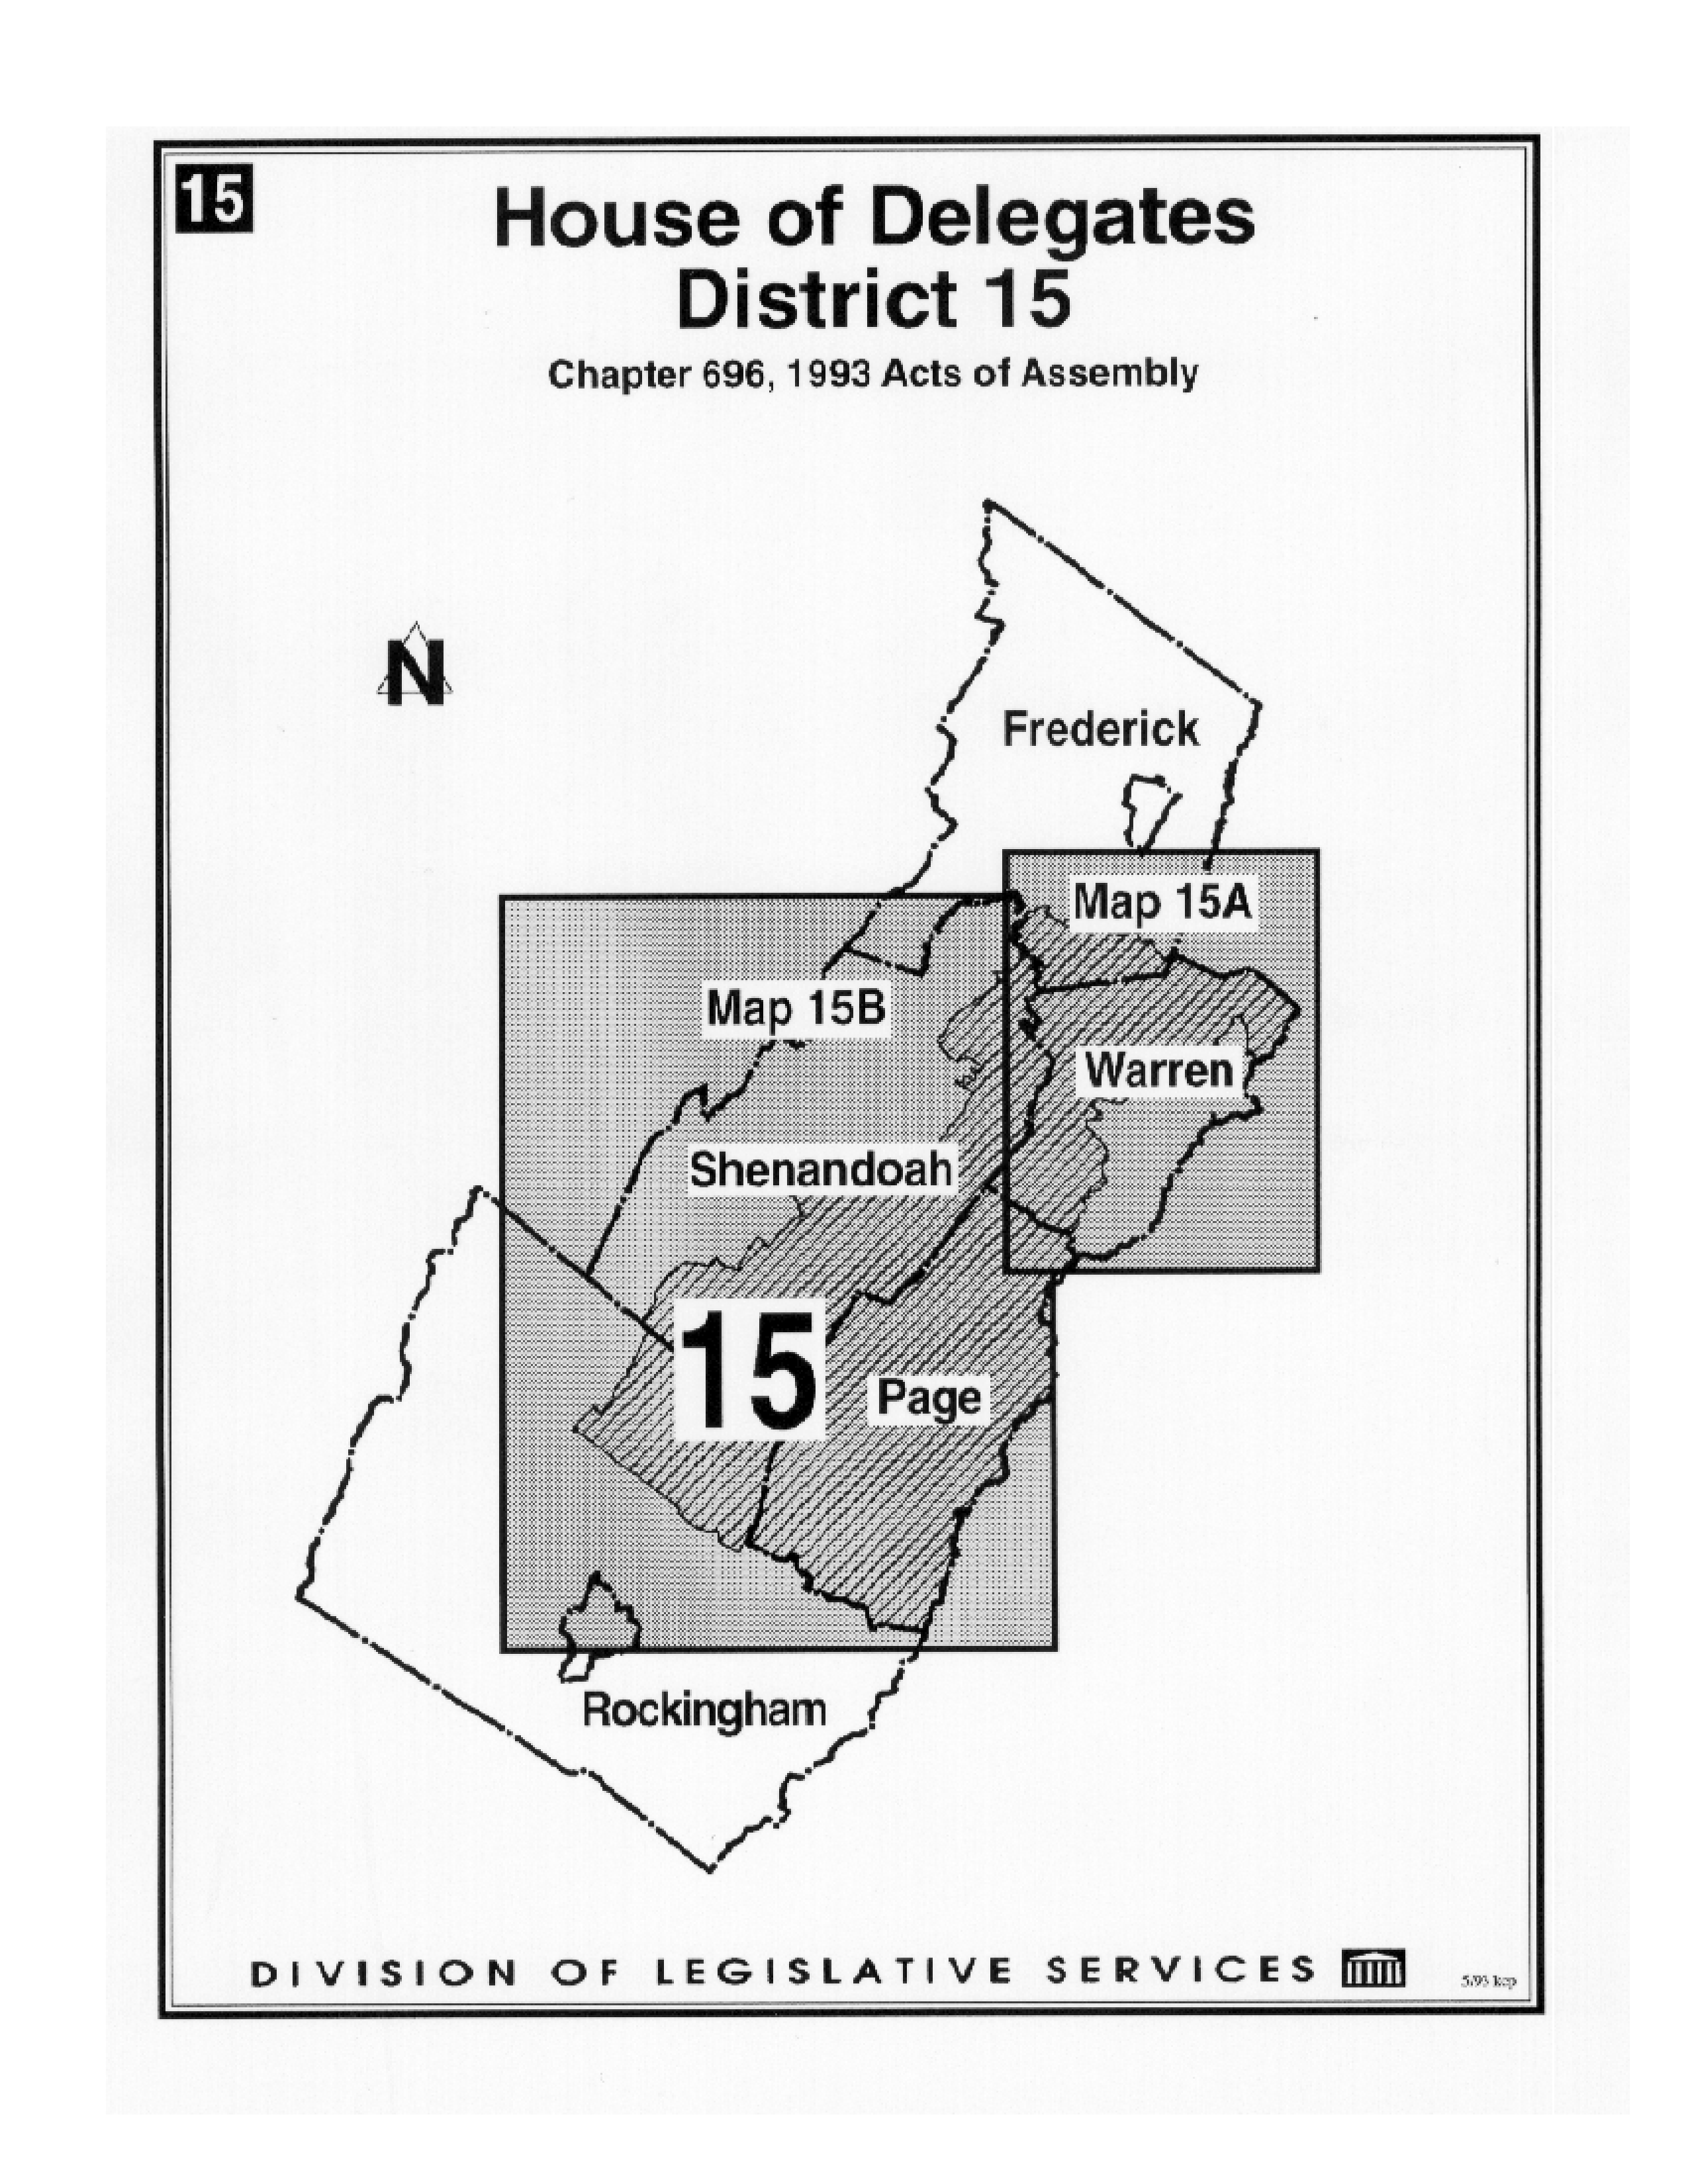 15
House of Delegates
District 15
Chapter 696, 1993 Acts of Assembly
N
Frederick
Map 15A
Map 15B
Warren
Shenandoah
15
Page
Rockingham
DIVISION OF LEGISLATIVE SERVICES
5/93 kcp